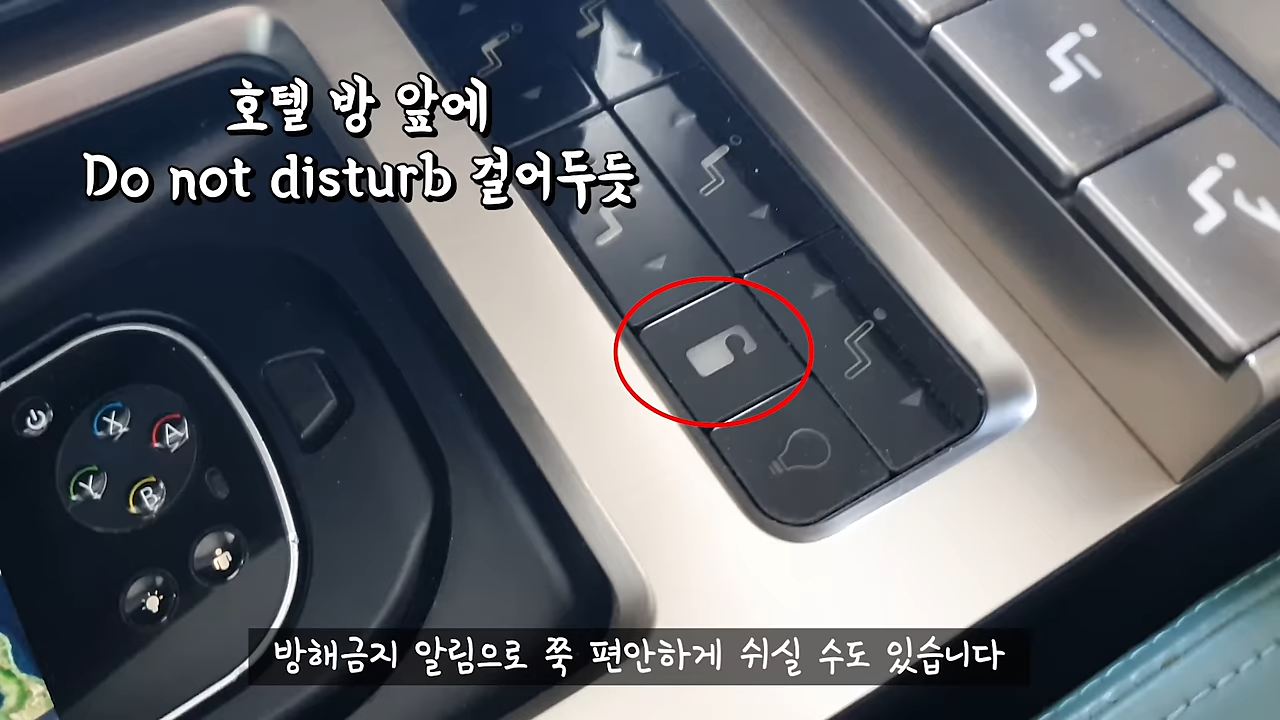 호텔 방 앞에
Do not disturb 걸어두듯
X
A
Y
B
방해금지 알림으로 쭉 편안하게 쉬실 수도 있습니다